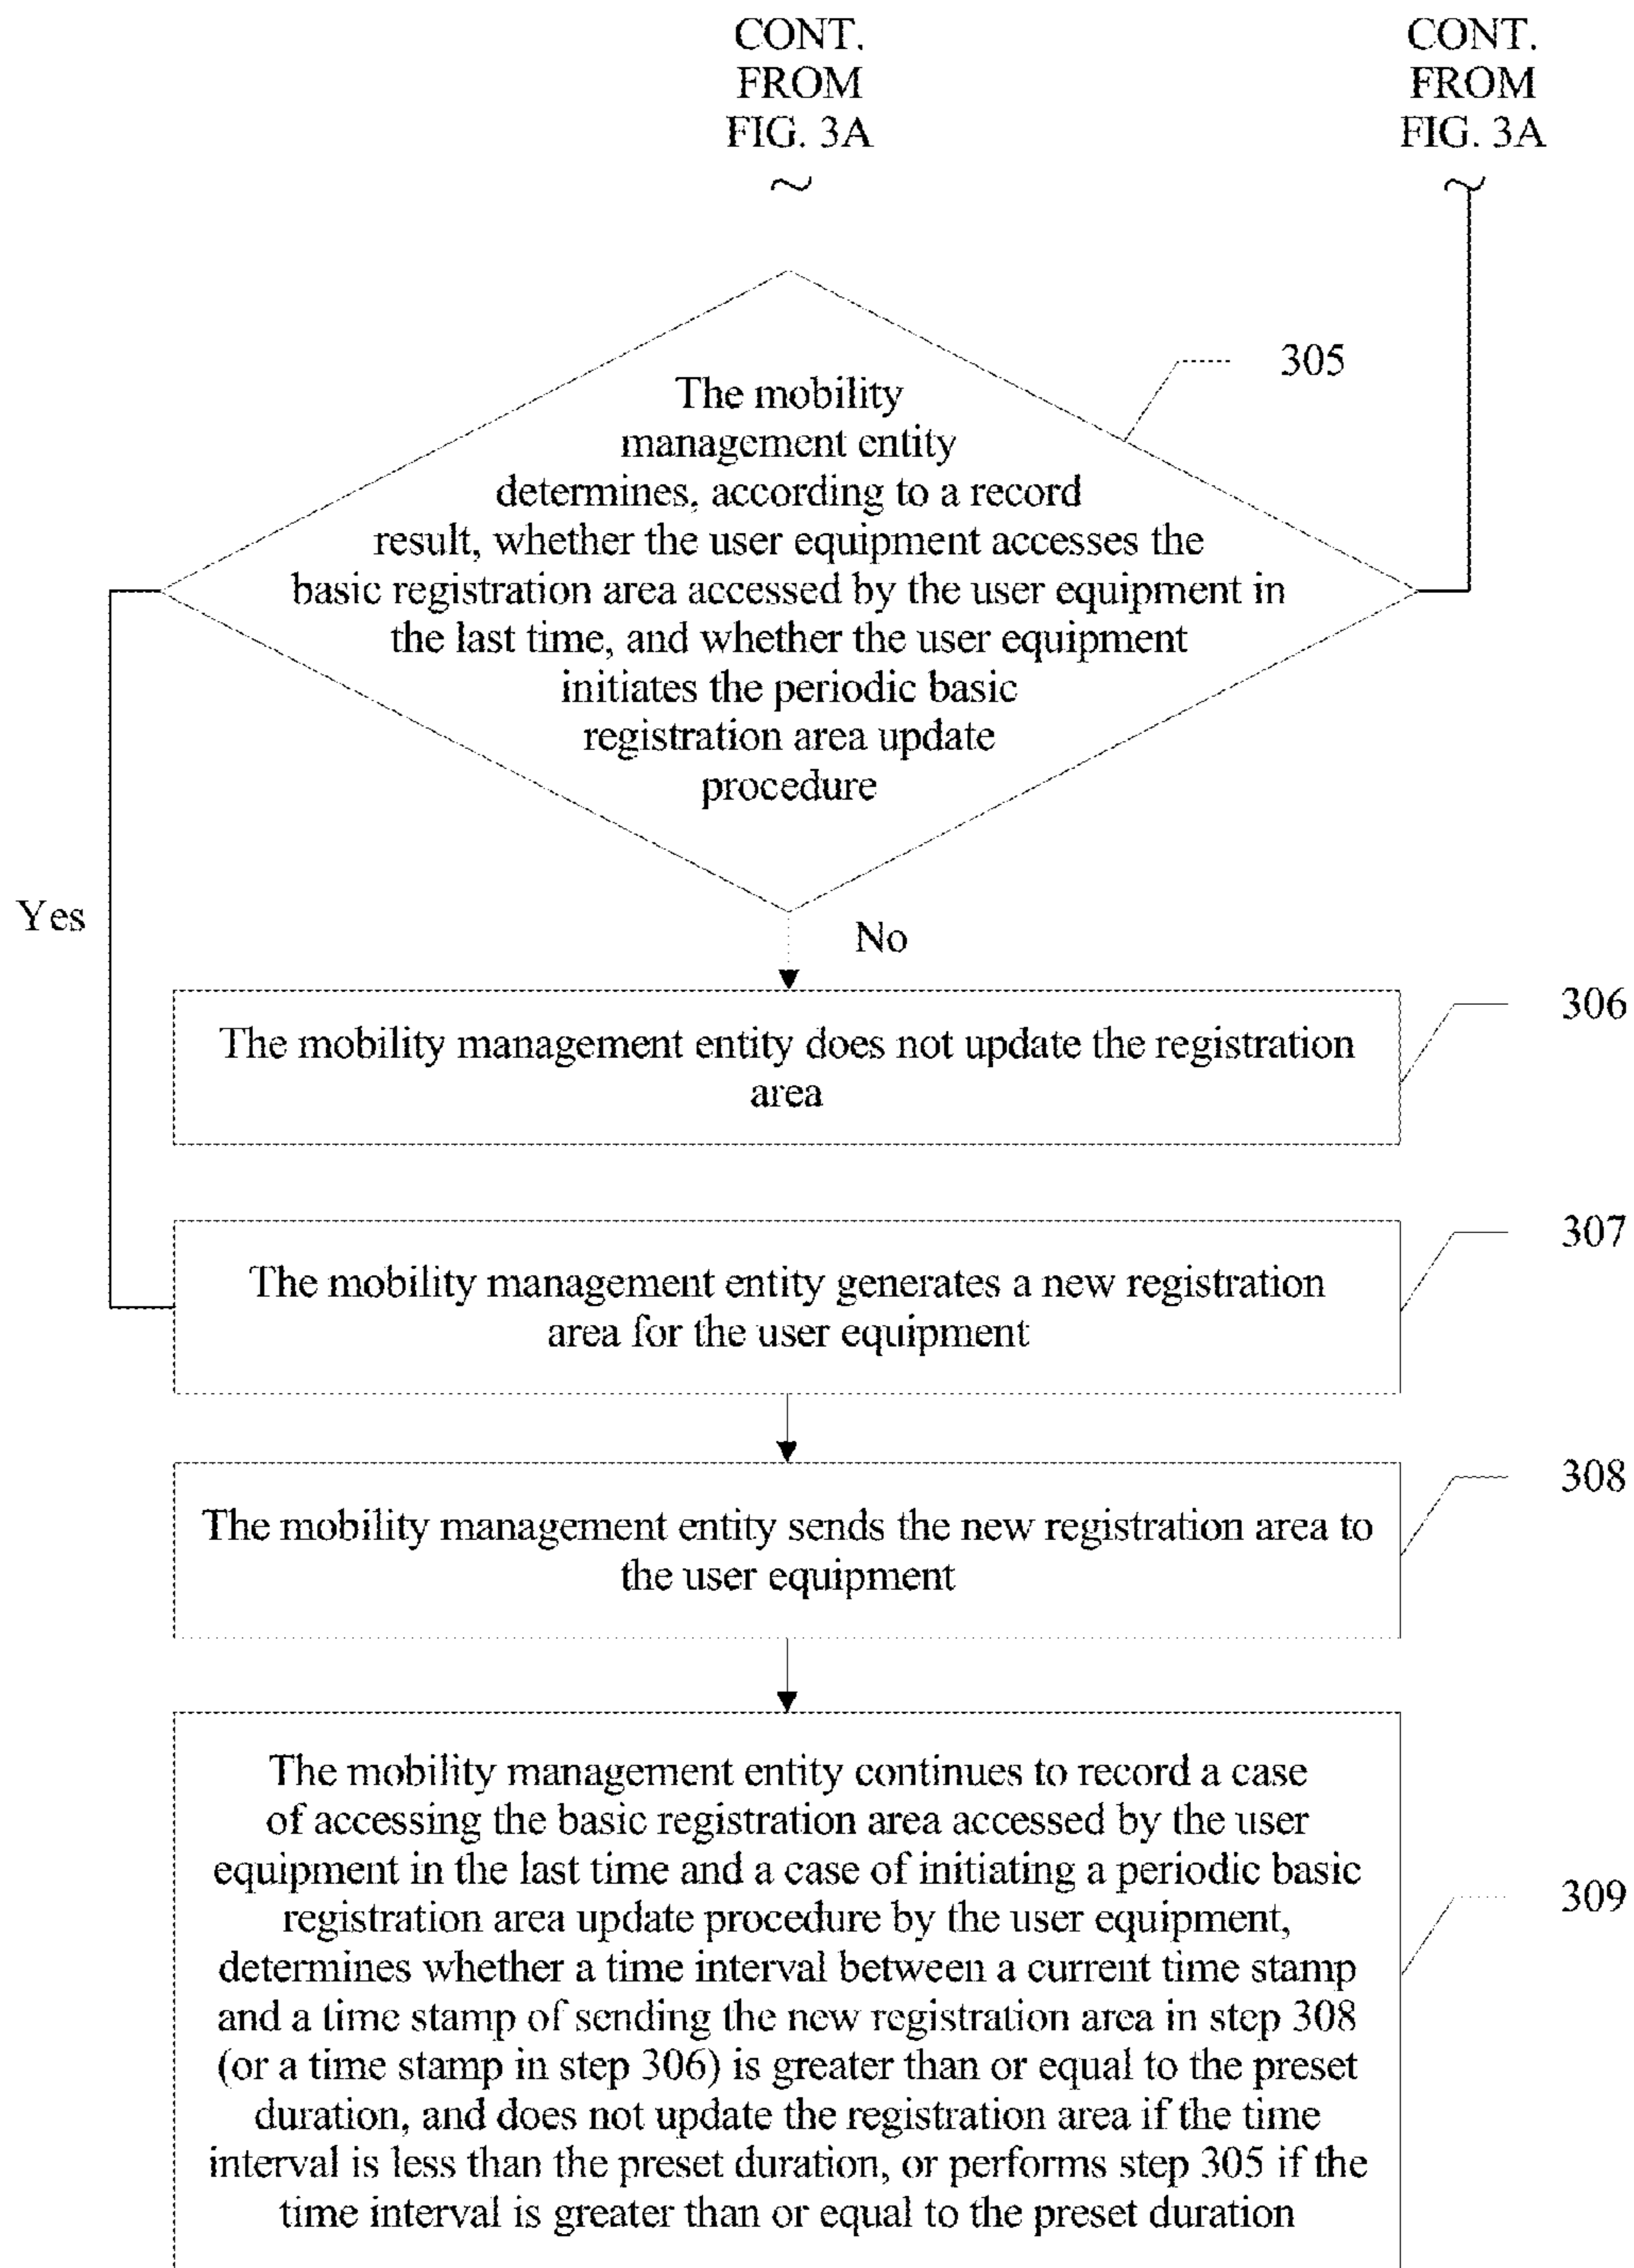 CONT.
FROM
FIG. 3A
CONT.
FROM
FIG. 3A
305
The mobility
management entity
determines, according to a record
result, whether the user equipment accesses the
basic registration area accessed by the user equipment in
the last time, and whether the user equipment
initiates the periodic basic
registration area update
procedure
Yes
No
306
The mobility management entity does not update the registration
area
307
The mobility management entity generates a new registration
area for the user equipment
308
The mobility management entity sends the new registration area to
the user equipment
309
The mobility management entity continues to record a case
of accessing the basic registration area accessed by the user
equipment in the last time and a case of initiating a periodic basic
registration area update procedure by the user equipment,
determines whether a time interval between a current time stamp
and a time stamp of sending the new registration area in step 308
(or a time stamp in step 306) is greater than or equal to the preset
duration, and does not update the registration area if the time
interval is less than the preset duration, or performs step 305 if the
time interval is greater than or equal to the preset duration